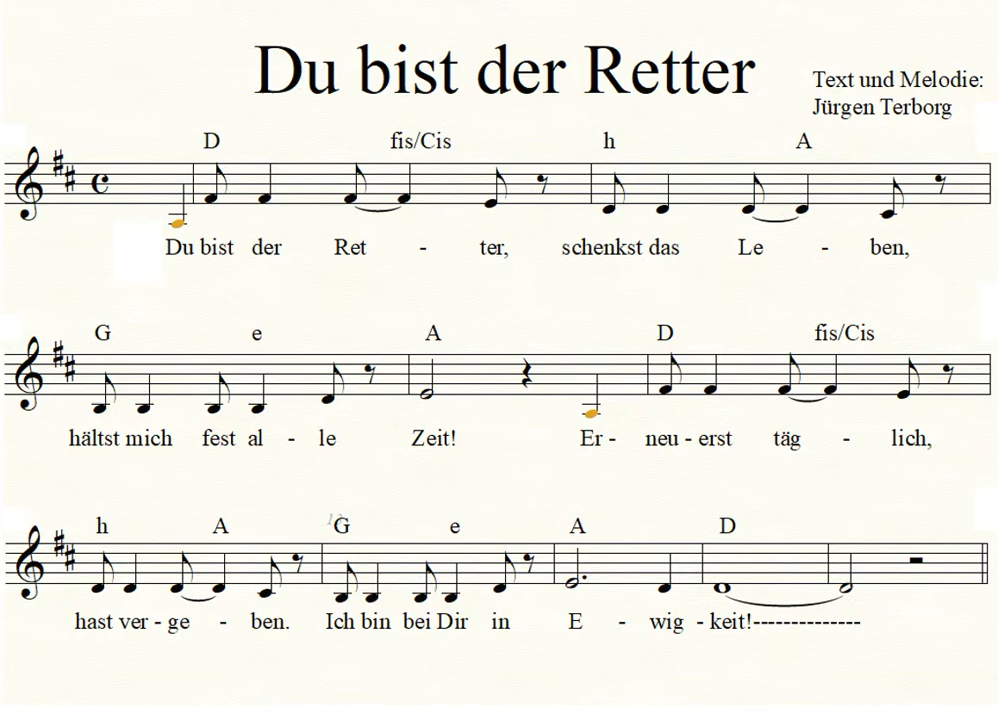 Du bist der Retter
Text und Melodie:
Jürgen Terborg
D fis/Cis h A
Du bist der Ret - ter, schenkst das Le - ben,
G e A D fis/Cis
hältst mich fest al - le Zeit! Er - neu - erst täg - lich,
h A G e A D
hast ver - ge - ben. Ich bin bei Dir in E - wig - keit!--------------